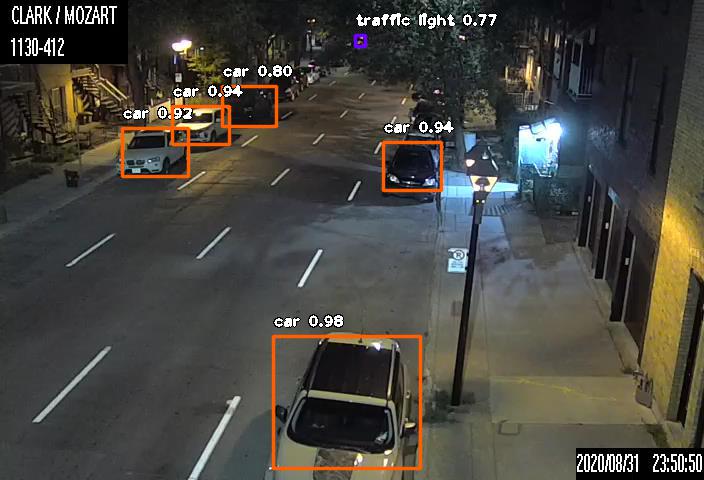 CLARK / MOZART
1130-412
traffic light 0.77
car 0.80
car 0.94
car 0.92
car 0.94
car 0.98
2020/08/31 23:50:50